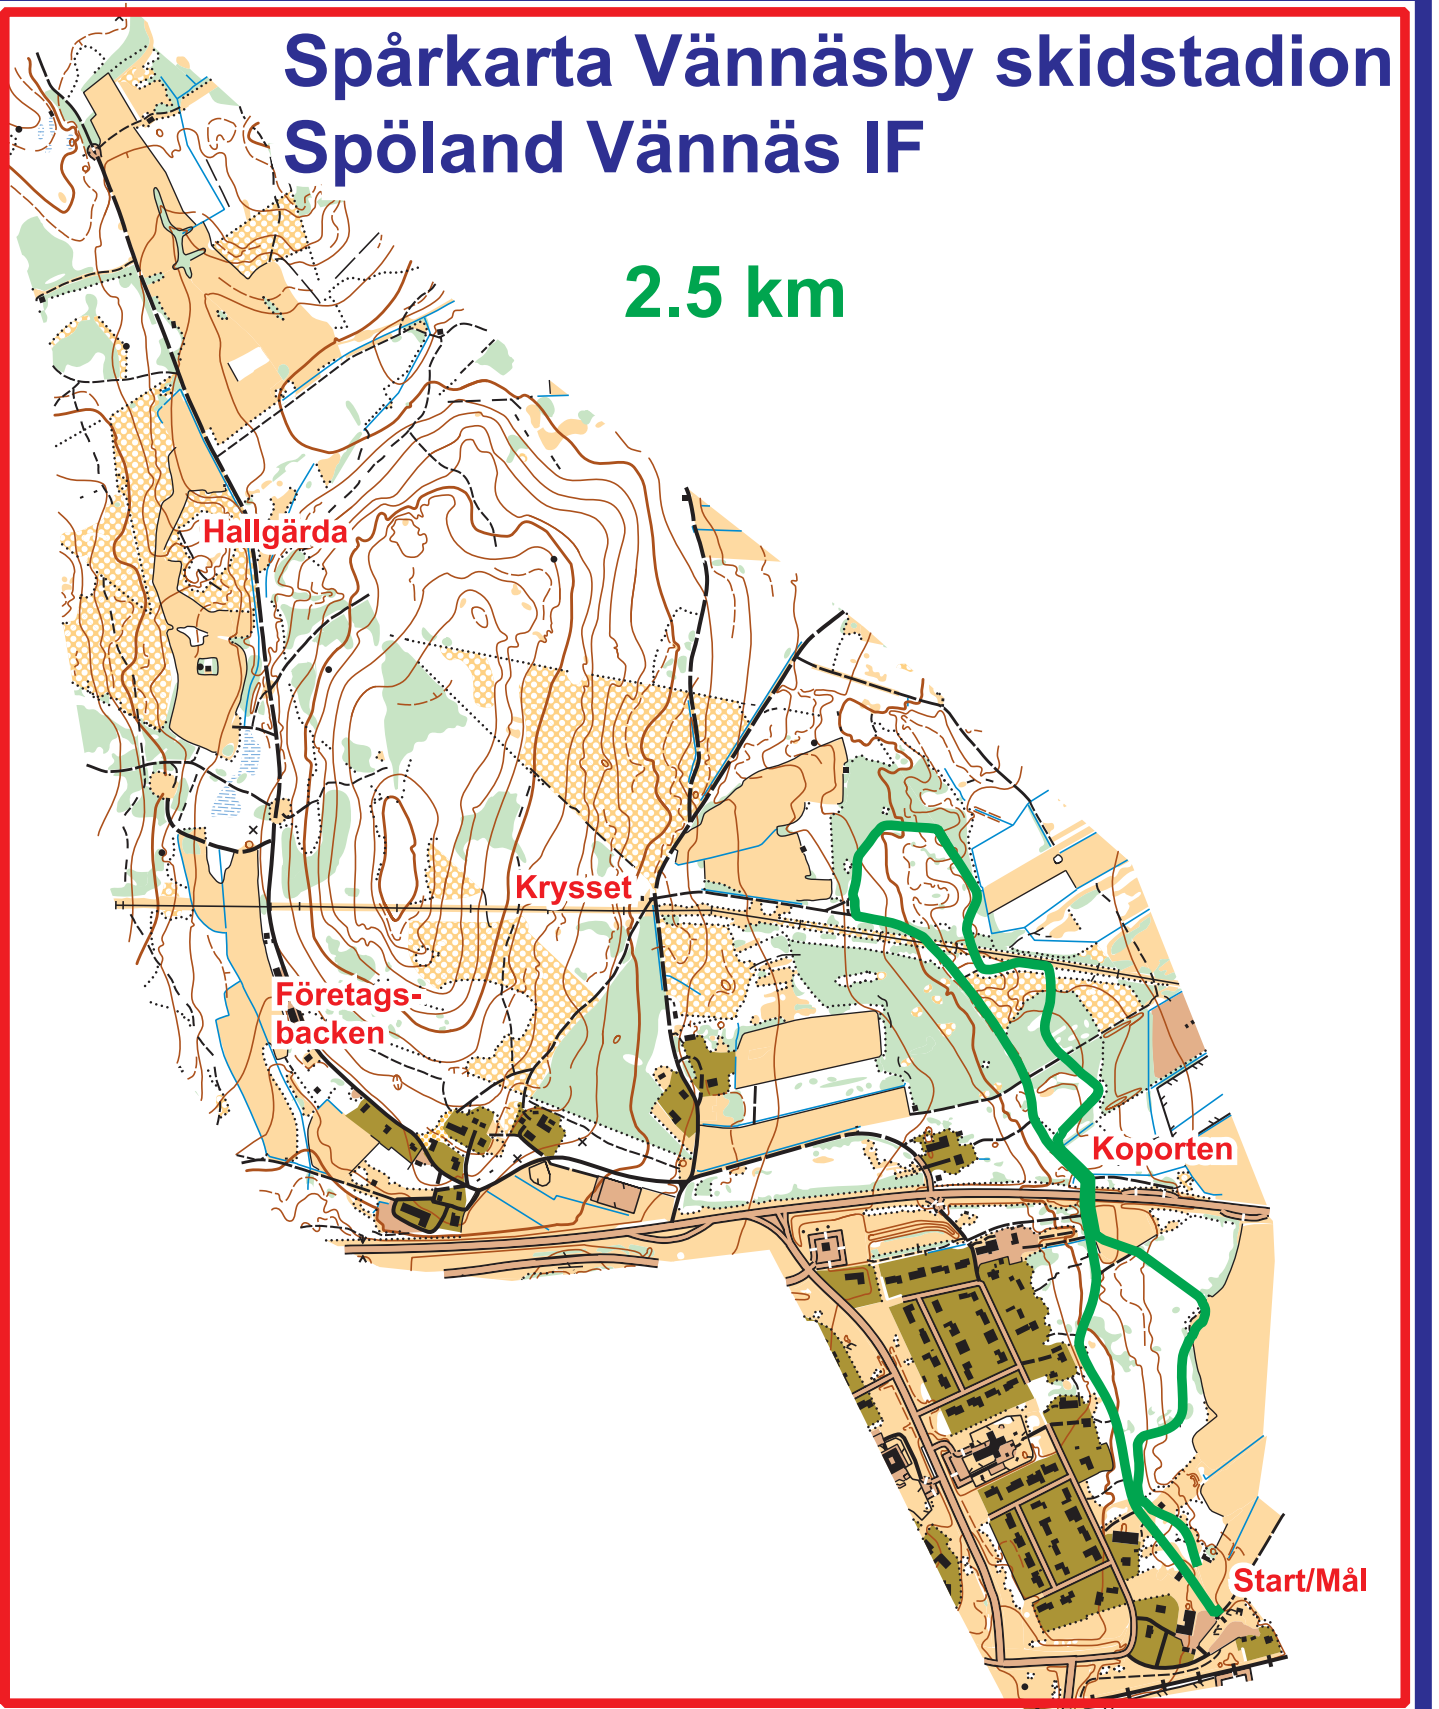 Spårkarta Vännäsby skidstadion
Spöland Vännäs IF
2.5 km
Hallgärda
Krysset
Företags-
backen
Koporten
Start/Mål